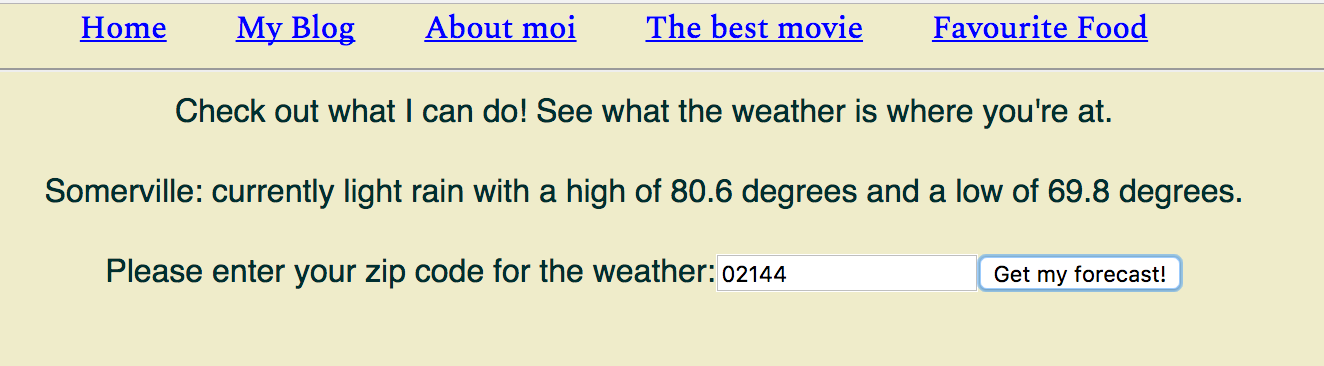 Home My Blog About moi The best movie Favourite Food
Check out what I can do! See what the weather is where you're at.
Somerville: currently light rain with a high of 80.6 degrees and a low of 69.8 degrees.
Please enter your zip code for the weather: 02144 Get my forecast!